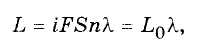 L = iFSnλ = L₀λ,